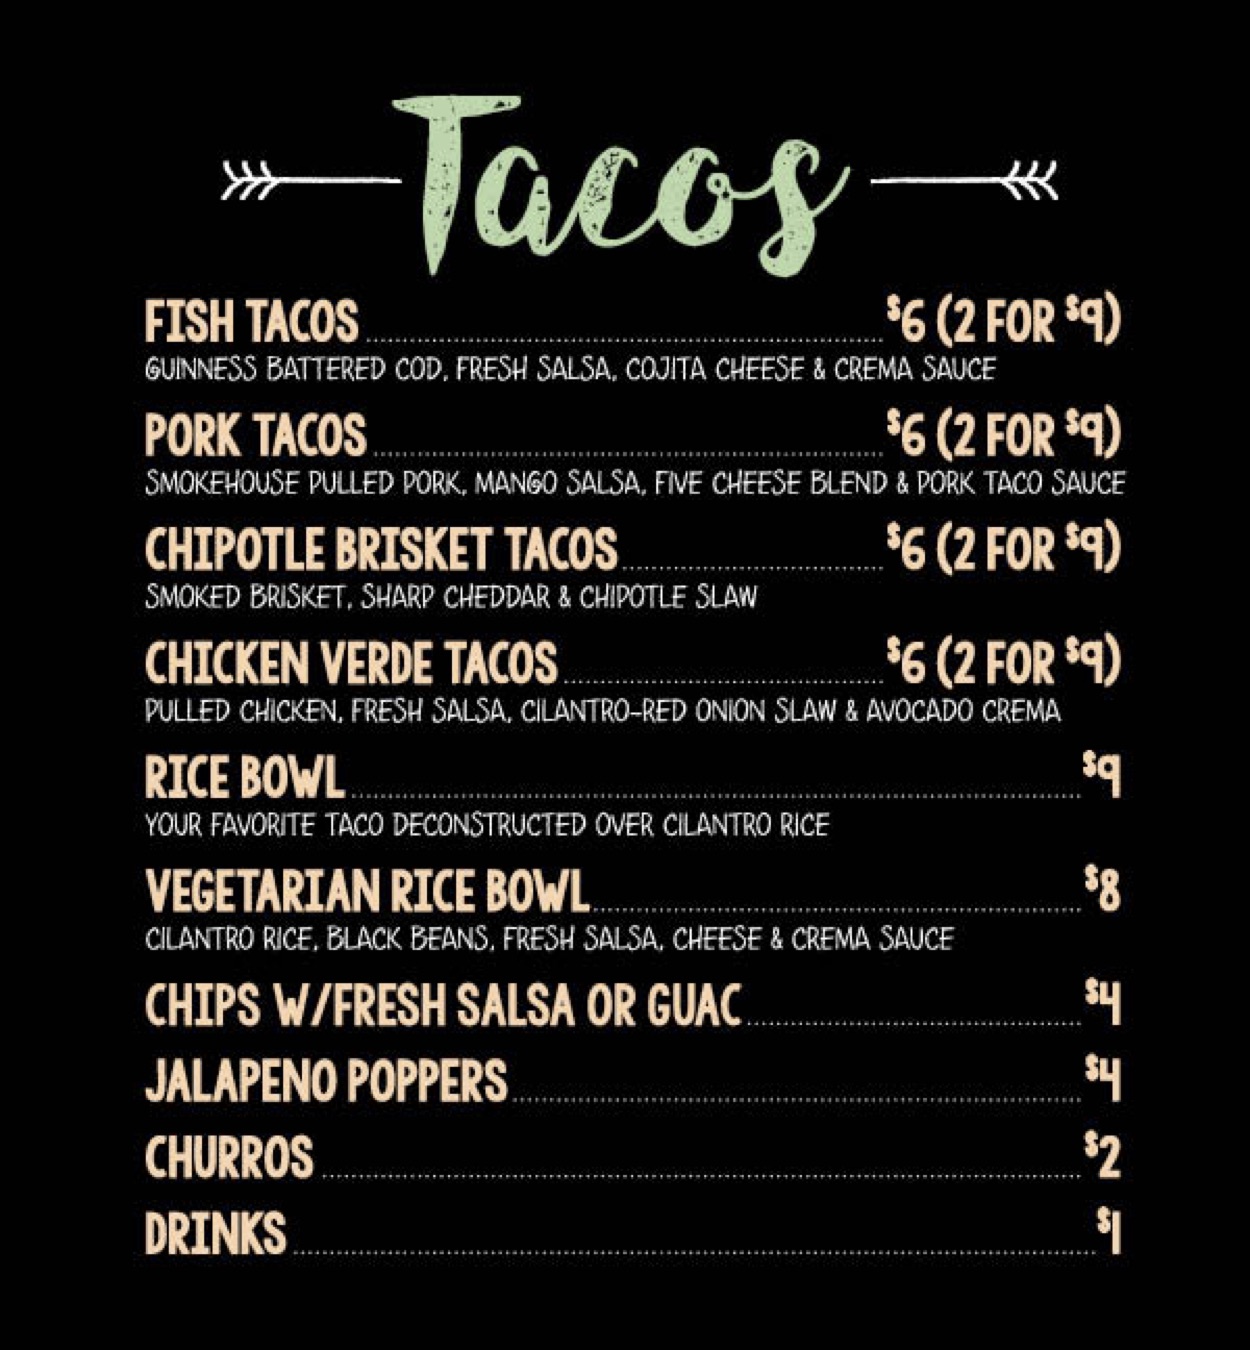 Tacos
FISH TACOS $6 (2 FOR $9)
GUINNESS BATTERED COD, FRESH SALSA, COJITA CHEESE & CREMA SAUCE
PORK TACOS $6 (2 FOR $9)
SMOKEHOUSE PULLED PORK, MANGO SALSA, FIVE CHEESE BLEND & PORK TACO SAUCE
CHIPOTLE BRISKET TACOS $6 (2 FOR $9)
SMOKED BRISKET, SHARP CHEDDAR & CHIPOTLE SLAW
CHICKEN VERDE TACOS $6 (2 FOR $9)
PULLED CHICKEN, FRESH SALSA, CILANTRO-RED ONION SLAW & AVOCADO CREMA
RICE BOWL $9
YOUR FAVORITE TACO DECONSTRUCTED OVER CILANTRO RICE
VEGETARIAN RICE BOWL $8
CILANTRO RICE, BLACK BEANS, FRESH SALSA, CHEESE & CREMA SAUCE
CHIPS W/FRESH SALSA OR GUAC $4
JALAPENO POPPERS $4
CHURROS $2
DRINKS $1